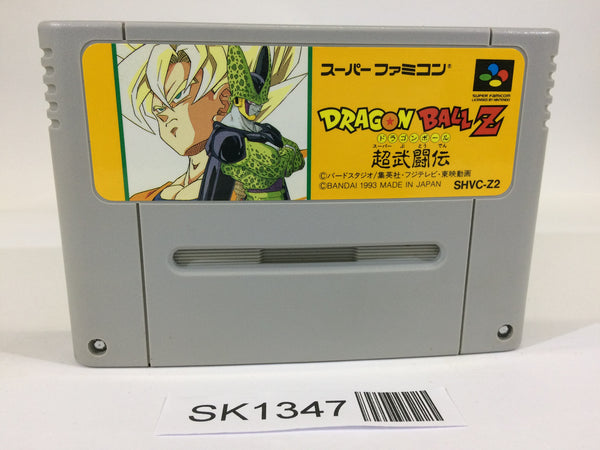 スーパーファミコン®
SUPER FAMICOM
LICENSED BY NINTENDO
DRAGON BALL Z
ドラゴンボール
スーパー ぶ とう でん
超武闘伝
©バードスタジオ/集英社・フジテレビ・東映動画
©BANDAI 1993 MADE IN JAPAN SHVC-Z2
SK1347